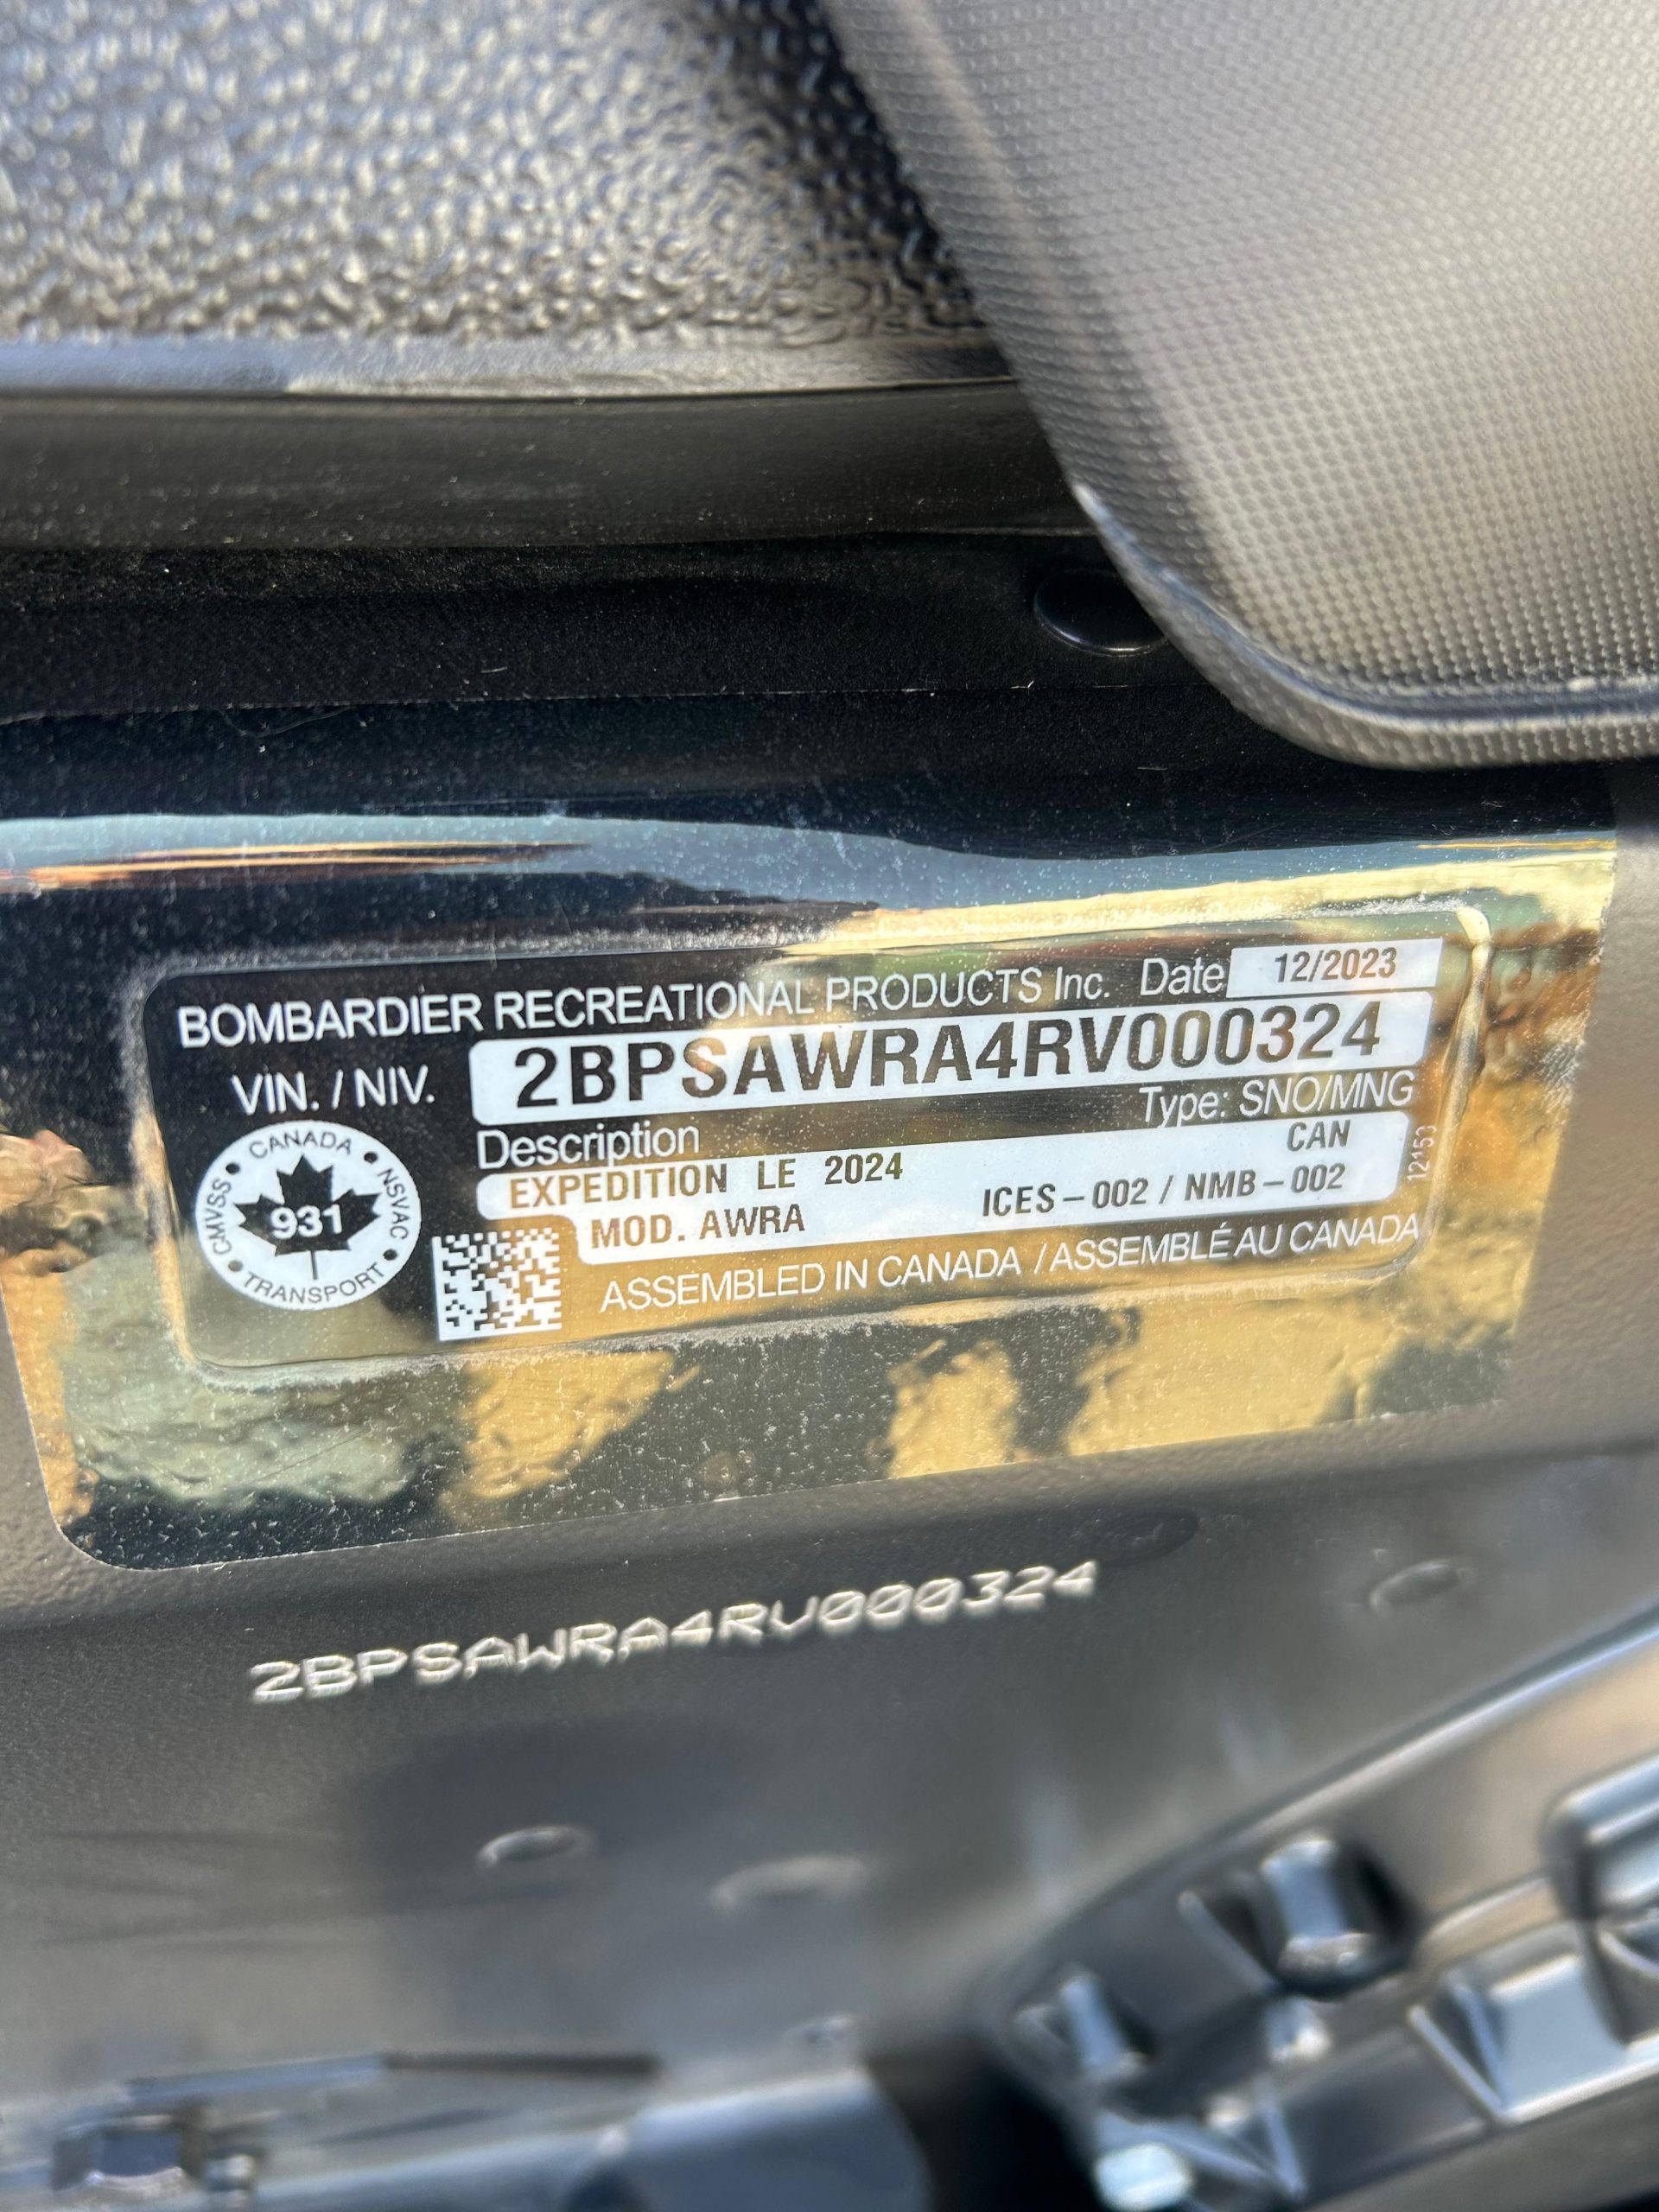 BOMBARDIER RECREATIONAL PRODUCTS Inc. Date 12/2023
VIN. / NIV. 2BPSAWRA4RV000324
Type: SNO/MNG
Description
CAN
EXPEDITION LE 2024
MOD. AWRA ICES-002 / NMB-002
12153
CANADA
CMVSS
NSVAC
931
TRANSPORT
ASSEMBLED IN CANADA / ASSEMBLÉ AU CANADA
2BPSAWRA4RV000324